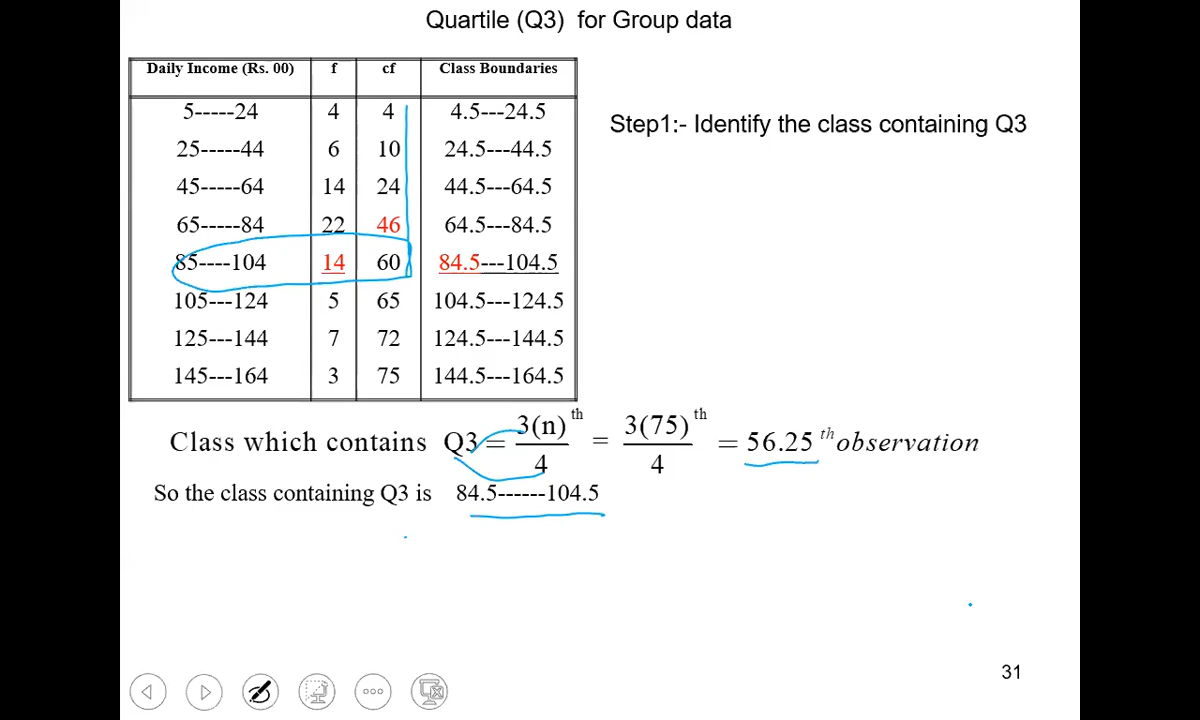 Quartile (Q3) for Group data
Daily Income (Rs. 00) f cf Class Boundaries
5-----24 4 4 4.5---24.5
25-----44 6 10 24.5---44.5
45-----64 14 24 44.5---64.5
65-----84 22 46 64.5---84.5
85----104 14 60 84.5---104.5
105---124 5 65 104.5---124.5
125---144 7 72 124.5---144.5
145---164 3 75 144.5---164.5
Step1:- Identify the class containing Q3
Class which contains Q3 = 3(n)/4 th = 3(75)/4 th = 56.25 th observation
So the class containing Q3 is 84.5------104.5
31